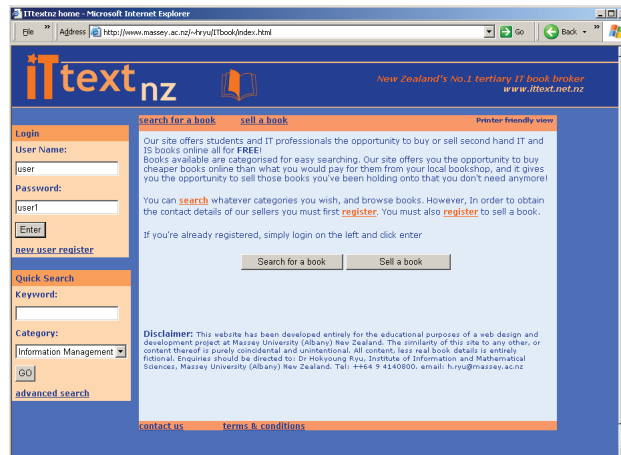 ITtextnz home - Microsoft Internet Explorer
File » Address http://www.massey.ac.nz/~hryu/ITbook/index.html Go Back »
iTtext nz
New Zealand's No.1 tertiary IT book broker
www.ittext.net.nz
search for a book sell a book Printer friendly view
Login
User Name:
user
Password:
user1
Enter
new user register
Quick Search
Keyword:
Category:
Information Management
GO
advanced search
Our site offers students and IT professionals the opportunity to buy or sell second hand IT and
IS books online all for FREE!
Books available are categorised for easy searching. Our site offers you the opportunity to buy
cheaper books online than what you would pay for them from your local bookshop, and it gives
you the opportunity to sell those books you've been holding onto that you don't need anymore!
You can search whatever categories you wish, and browse books. However, In order to obtain
the contact details of our sellers you must first register. You must also register to sell a book.
If you're already registered, simply login on the left and click enter
Search for a book Sell a book
Disclaimer: This website has been developed entirely for the educational purposes of a web design and
development project at Massey University (Albany) New Zealand. The similarity of this site to any other, or
content thereof is purely coincidental and unintentional. All content, less real book details is entirely
fictional. Enquiries should be directed to: Dr Hokyoung Ryu, Institute of Information and Mathematical
Sciences, Massey University (Albany) New Zealand. Tel: ++64 9 4140800. email: h.ryu@massey.ac.nz
contact us terms & conditions